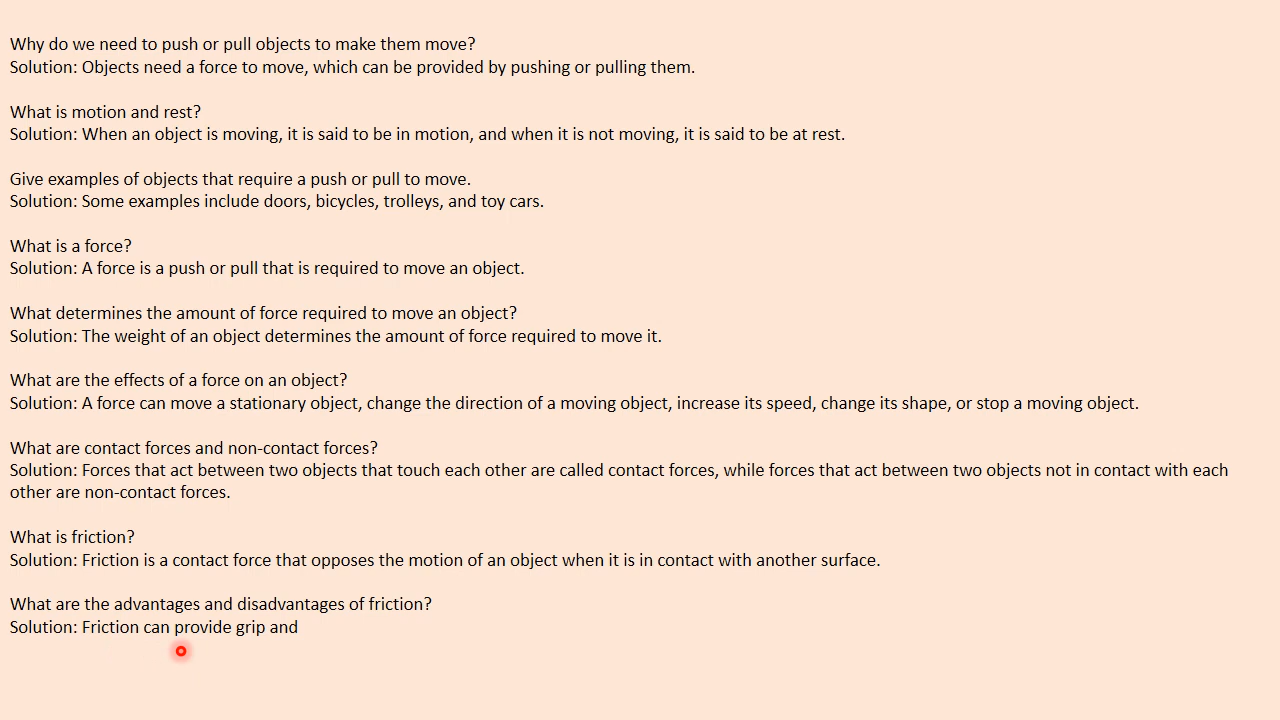 Why do we need to push or pull objects to make them move?
Solution: Objects need a force to move, which can be provided by pushing or pulling them.
What is motion and rest?
Solution: When an object is moving, it is said to be in motion, and when it is not moving, it is said to be at rest.
Give examples of objects that require a push or pull to move.
Solution: Some examples include doors, bicycles, trolleys, and toy cars.
What is a force?
Solution: A force is a push or pull that is required to move an object.
What determines the amount of force required to move an object?
Solution: The weight of an object determines the amount of force required to move it.
What are the effects of a force on an object?
Solution: A force can move a stationary object, change the direction of a moving object, increase its speed, change its shape, or stop a moving object.
What are contact forces and non-contact forces?
Solution: Forces that act between two objects that touch each other are called contact forces, while forces that act between two objects not in contact with each
other are non-contact forces.
What is friction?
Solution: Friction is a contact force that opposes the motion of an object when it is in contact with another surface.
What are the advantages and disadvantages of friction?
Solution: Friction can provide grip and